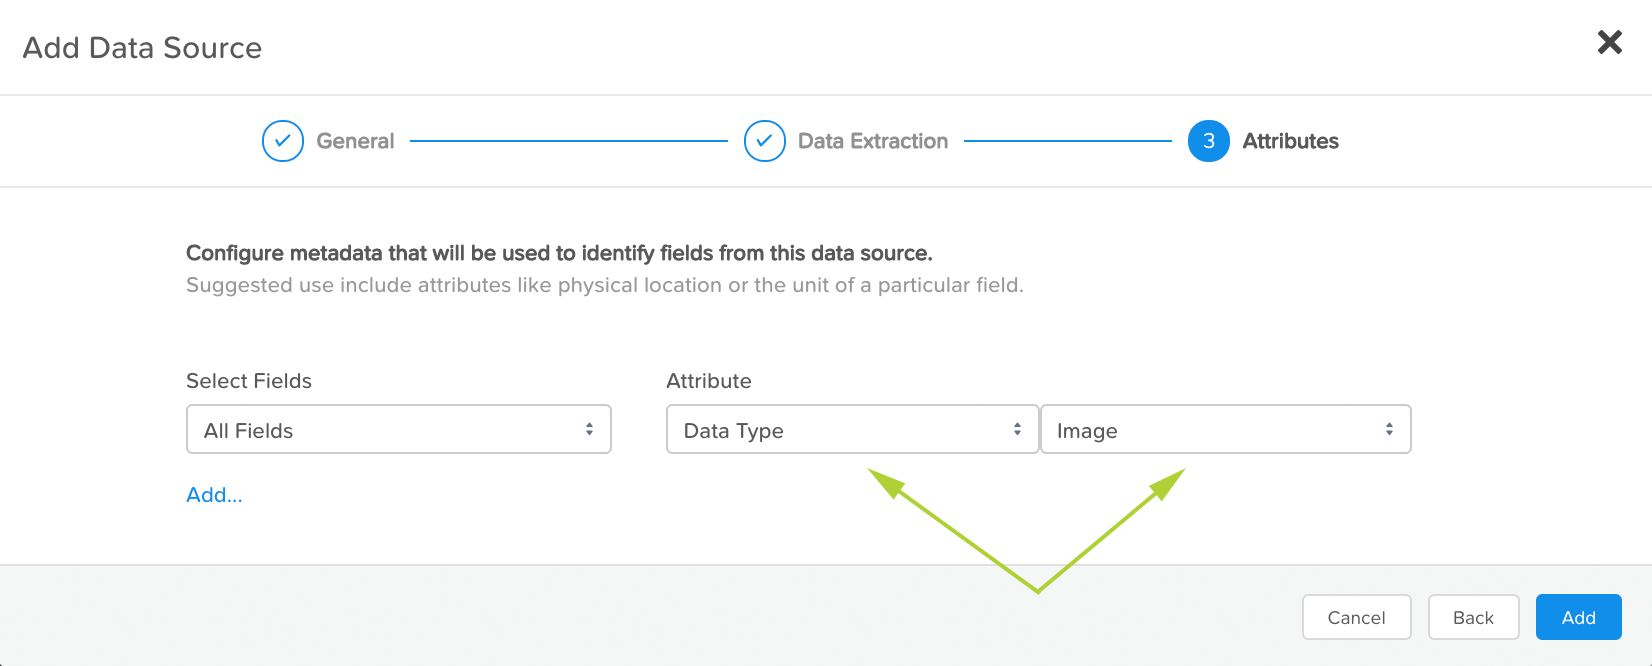 Add Data Source
General
Data Extraction
3 Attributes
Configure metadata that will be used to identify fields from this data source.
Suggested use include attributes like physical location or the unit of a particular field.
Select Fields
Attribute
All Fields
Data Type
Image
Add...
Cancel
Back
Add